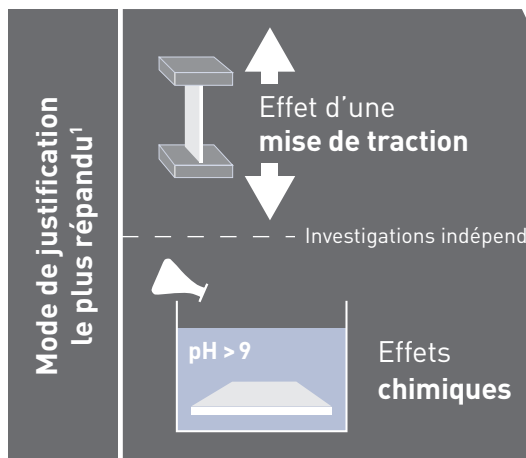 Mode de justification
le plus répandu¹
Effet d’une
mise de traction
Investigations indépend
pH > 9
Effets
chimiques